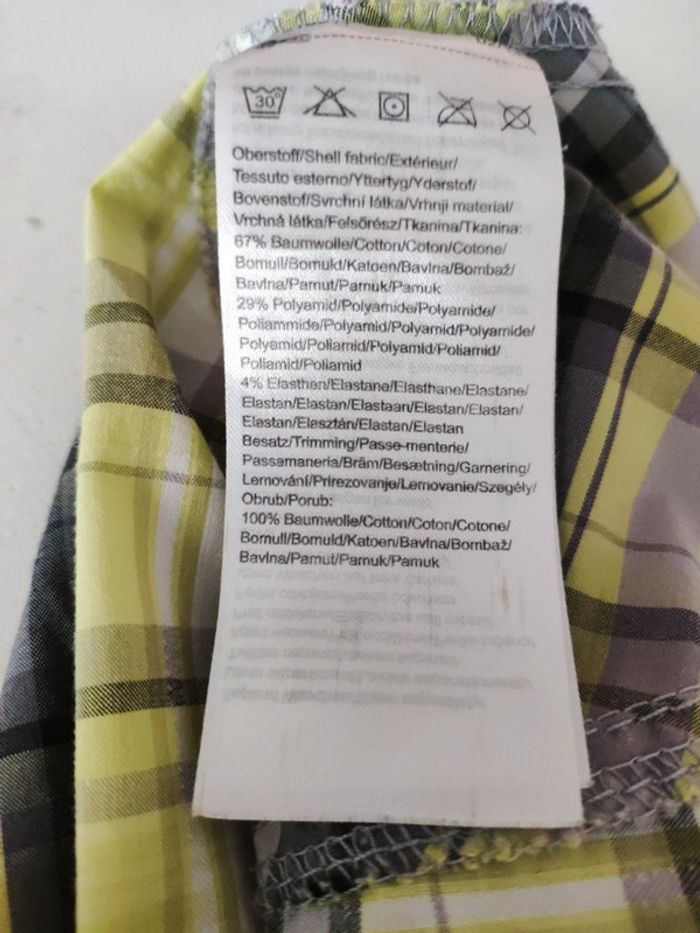 30°
Oberstoff/Shell fabric/Extérieur/
Tessuto esterno/Yttertyg/Yderstof/
Bovenstof/Svrchní látka/Vrhnji material/
Vrchná látka/Felsőrész/Tkanina/Tkanina:
67% Baumwolle/Cotton/Coton/Cotone/
Bomull/Bomuld/Katoen/Bavlna/Bombaž/
Bavlna/Pamut/Pamuk/Pamuk
29% Polyamid/Polyamide/Polyamide/
Poliammide/Polyamid/Polyamid/Polyamide/
Polyamid/Poliamid/Polyamid/Poliamid/
Poliamid/Poliamid
4% Elasthan/Elastane/Elasthane/Elastane/
Elastan/Elastan/Elastaan/Elastan/Elastan/
Elastan/Elasztán/Elastan/Elastan
Besatz/Trimming/Passe-menterie/
Passamaneria/Bräm/Besætning/Garnering/
Lemování/Prirezovanje/Lemovanie/Szegély/
Obrub/Porub:
100% Baumwolle/Cotton/Coton/Cotone/
Bomull/Bomuld/Katoen/Bavlna/Bombaž/
Bavlna/Pamut/Pamuk/Pamuk